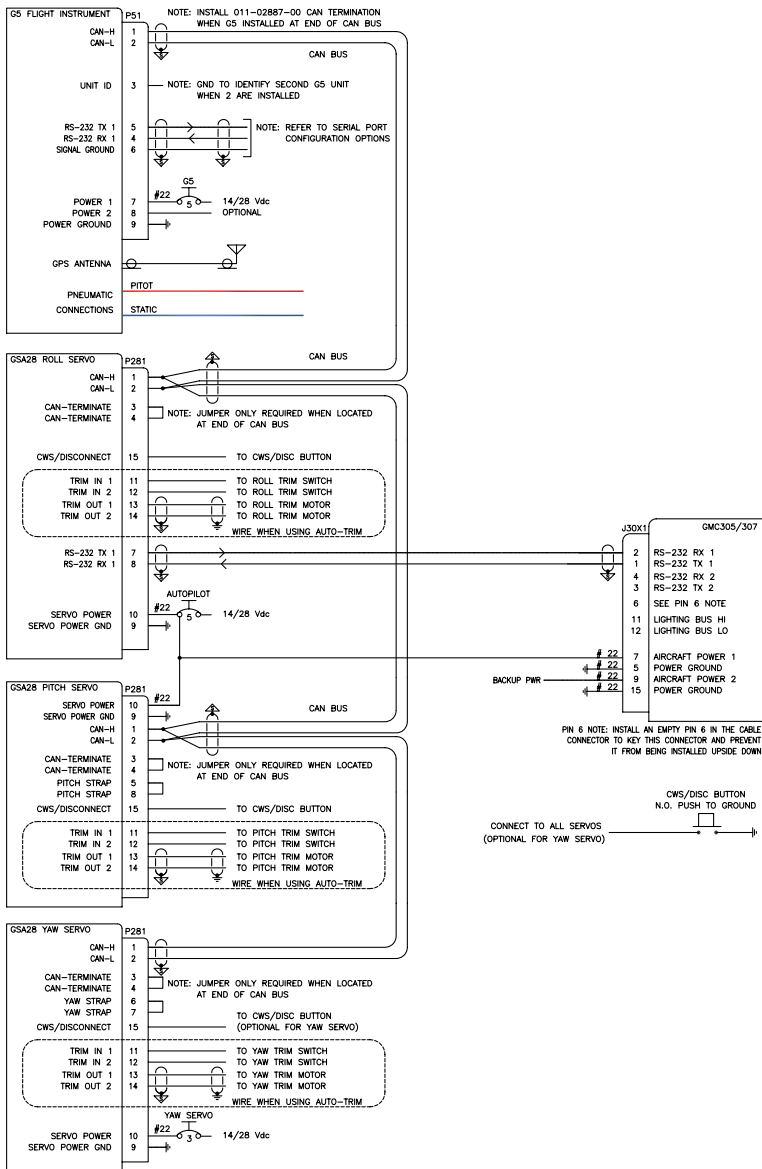 G5 FLIGHT INSTRUMENT
P51
NOTE: INSTALL 011-02887-00 CAN TERMINATION
WHEN G5 INSTALLED AT END OF CAN BUS
CAN-H 1
CAN-L 2
CAN BUS
UNIT ID 3
NOTE: GND TO IDENTIFY SECOND G5 UNIT
WHEN 2 ARE INSTALLED
RS-232 TX 1 5
RS-232 RX 1 4
SIGNAL GROUND 6
NOTE: REFER TO SERIAL PORT
CONFIGURATION OPTIONS
G5
POWER 1 7 #22 5 14/28 Vdc
POWER 2 8 OPTIONAL
POWER GROUND 9
GPS ANTENNA
PNEUMATIC
CONNECTIONS
PITOT
STATIC
GSA28 ROLL SERVO
P281
CAN BUS
CAN-H 1
CAN-L 2
CAN-TERMINATE 3
CAN-TERMINATE 4
NOTE: JUMPER ONLY REQUIRED WHEN LOCATED
AT END OF CAN BUS
CWS/DISCONNECT 15 TO CWS/DISC BUTTON
TRIM IN 1 11 TO ROLL TRIM SWITCH
TRIM IN 2 12 TO ROLL TRIM SWITCH
TRIM OUT 1 13 TO ROLL TRIM MOTOR
TRIM OUT 2 14 TO ROLL TRIM MOTOR
WIRE WHEN USING AUTO-TRIM
RS-232 TX 1 7
RS-232 RX 1 8
AUTOPILOT
SERVO POWER 10 #22 5 14/28 Vdc
SERVO POWER GND 9
J30X1
GMC305/307
2 RS-232 RX 1
1 RS-232 TX 1
4 RS-232 RX 2
3 RS-232 TX 2
6 SEE PIN 6 NOTE
11 LIGHTING BUS HI
12 LIGHTING BUS LO
# 22 7 AIRCRAFT POWER 1
# 22 5 POWER GROUND
BACKUP PWR # 22 9 AIRCRAFT POWER 2
# 22 15 POWER GROUND
PIN 6 NOTE: INSTALL AN EMPTY PIN 6 IN THE CABLE
CONNECTOR TO KEY THIS CONNECTOR AND PREVENT
IT FROM BEING INSTALLED UPSIDE DOWN
GSA28 PITCH SERVO
P281
SERVO POWER 10 #22
SERVO POWER GND 9
CAN BUS
CAN-H 1
CAN-L 2
CAN-TERMINATE 3
CAN-TERMINATE 4
NOTE: JUMPER ONLY REQUIRED WHEN LOCATED
AT END OF CAN BUS
PITCH STRAP 5
PITCH STRAP 8
CWS/DISCONNECT 15 TO CWS/DISC BUTTON
TRIM IN 1 11 TO PITCH TRIM SWITCH
TRIM IN 2 12 TO PITCH TRIM SWITCH
TRIM OUT 1 13 TO PITCH TRIM MOTOR
TRIM OUT 2 14 TO PITCH TRIM MOTOR
WIRE WHEN USING AUTO-TRIM
CWS/DISC BUTTON
N.O. PUSH TO GROUND
CONNECT TO ALL SERVOS
(OPTIONAL FOR YAW SERVO)
GSA28 YAW SERVO
P281
CAN-H 1
CAN-L 2
CAN-TERMINATE 3
CAN-TERMINATE 4
NOTE: JUMPER ONLY REQUIRED WHEN LOCATED
AT END OF CAN BUS
YAW STRAP 6
YAW STRAP 7
CWS/DISCONNECT 15
TO CWS/DISC BUTTON
(OPTIONAL FOR YAW SERVO)
TRIM IN 1 11 TO YAW TRIM SWITCH
TRIM IN 2 12 TO YAW TRIM SWITCH
TRIM OUT 1 13 TO YAW TRIM MOTOR
TRIM OUT 2 14 TO YAW TRIM MOTOR
WIRE WHEN USING AUTO-TRIM
YAW SERVO
SERVO POWER 10 #22 3 14/28 Vdc
SERVO POWER GND 9